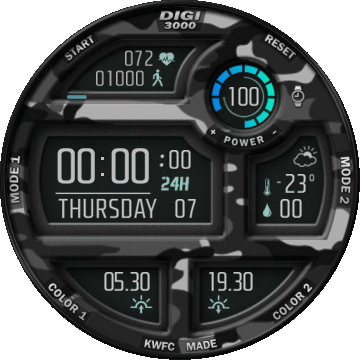 DIGI
3000
START
RESET
072
01000
100
+ POWER -
MODE 1
00:00:00
24H
THURSDAY 07
-23°
00
MODE 2
05.30
19.30
COLOR 1
COLOR 2
KWFC MADE